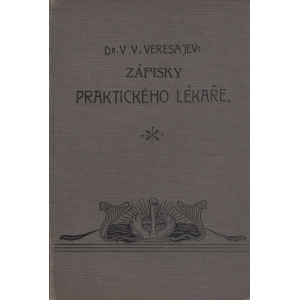 DR. V. V. VERESAJEV:
ZÁPISKY
PRAKTICKÉHO LÉKAŘE,